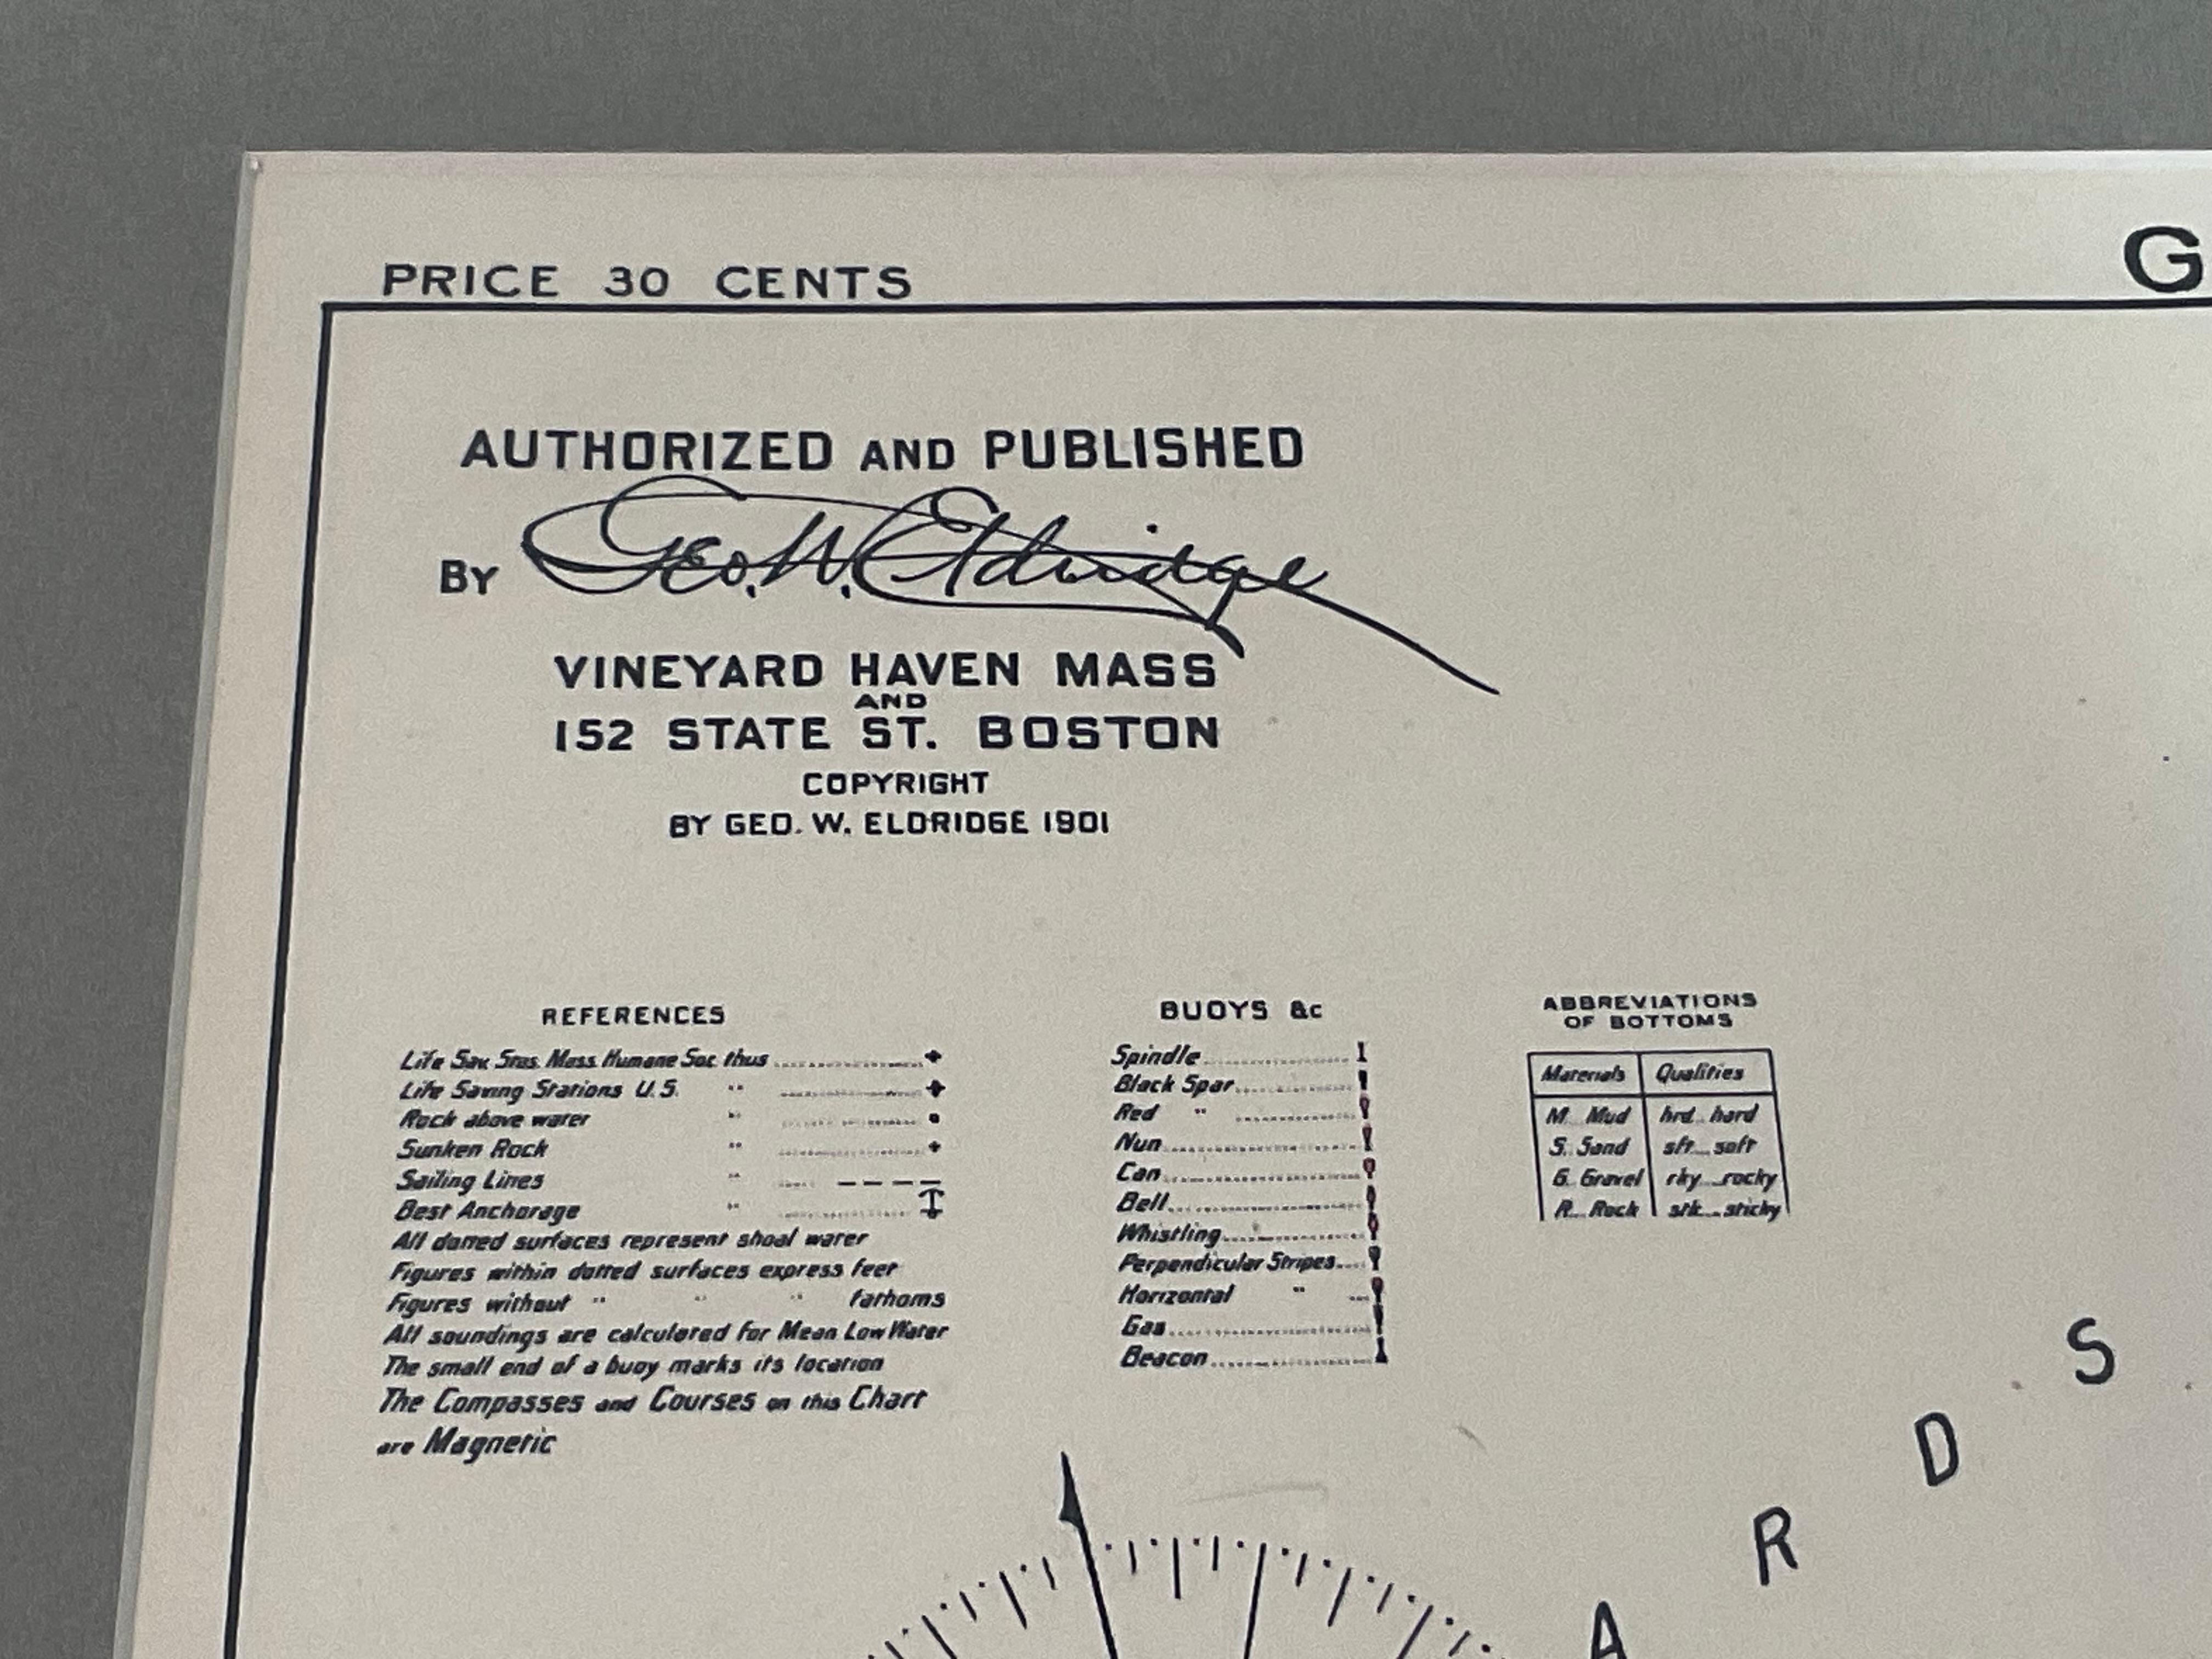 PRICE 30 CENTS
G
AUTHORIZED AND PUBLISHED
BY Geo. W. Eldridge
VINEYARD HAVEN MASS
AND
152 STATE ST. BOSTON
COPYRIGHT
BY GEO. W. ELDRIDGE 1901
REFERENCES
Life Sav. Stas. Mass. Humane Soc. thus
Life Saving Stations U.S. "
Rock above water "
Sunken Rock "
Sailing Lines "
Best Anchorage "
All dotted surfaces represent shoal water
Figures within dotted surfaces express feet
Figures without " " " fathoms
All soundings are calculated for Mean Low Water
The small end of a buoy marks its location
The Compasses and Courses on this Chart
are Magnetic
BUOYS &c
Spindle
Black Spar
Red "
Nun
Can
Bell
Whistling
Perpendicular Stripes
Horizontal "
Gas
Beacon
ABBREVIATIONS
OF BOTTOMS
Materials Qualities
M. Mud hrd. hard
S. Sand sft. soft
G. Gravel rky. rocky
R. Rock stk. sticky
A R D S